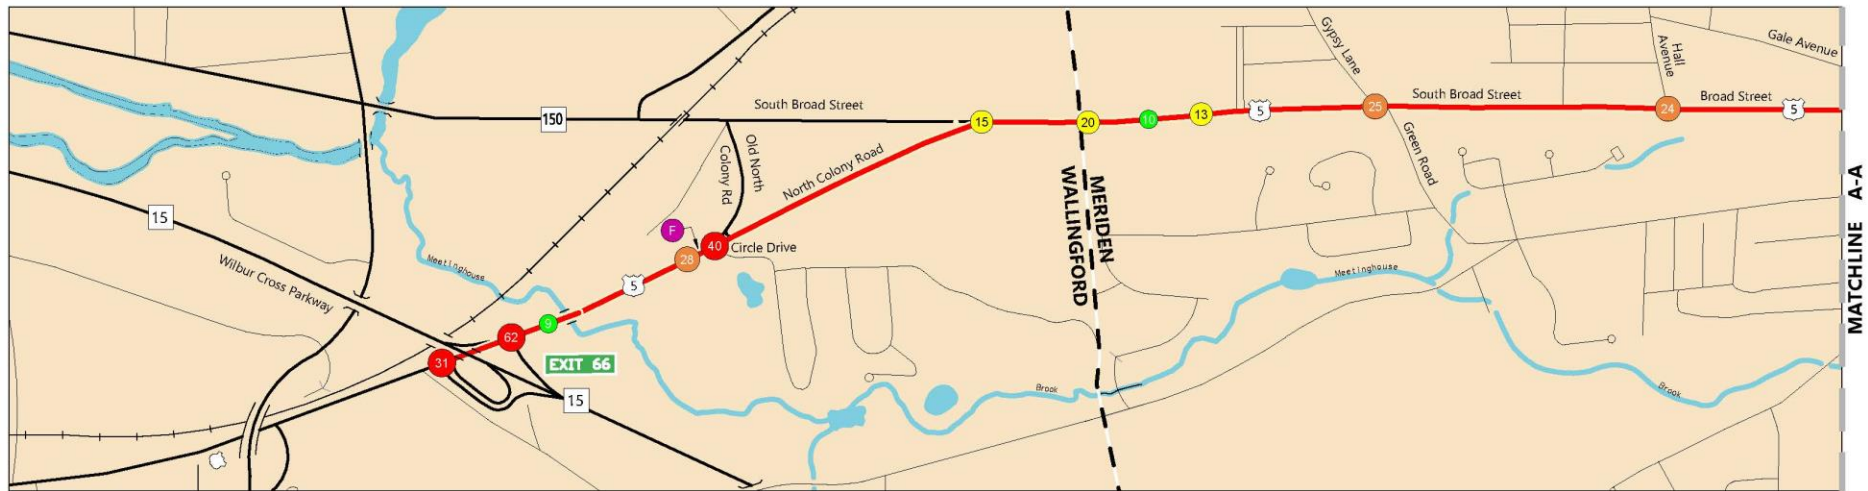 Gypsy Lane
Hall
Avenue
Gale Avenue
150
South Broad Street
15
20
10
13
5
25
South Broad Street
24
Broad Street
5
Old North
Colony Rd
North Colony Road
Green Road
MERIDEN
WALLINGFORD
MATCHLINE A-A
15
F
40
Circle Drive
28
5
Wilbur Cross Parkway
Meetinghouse
Meetinghouse
9
62
31
EXIT 66
15
Brook
Brook